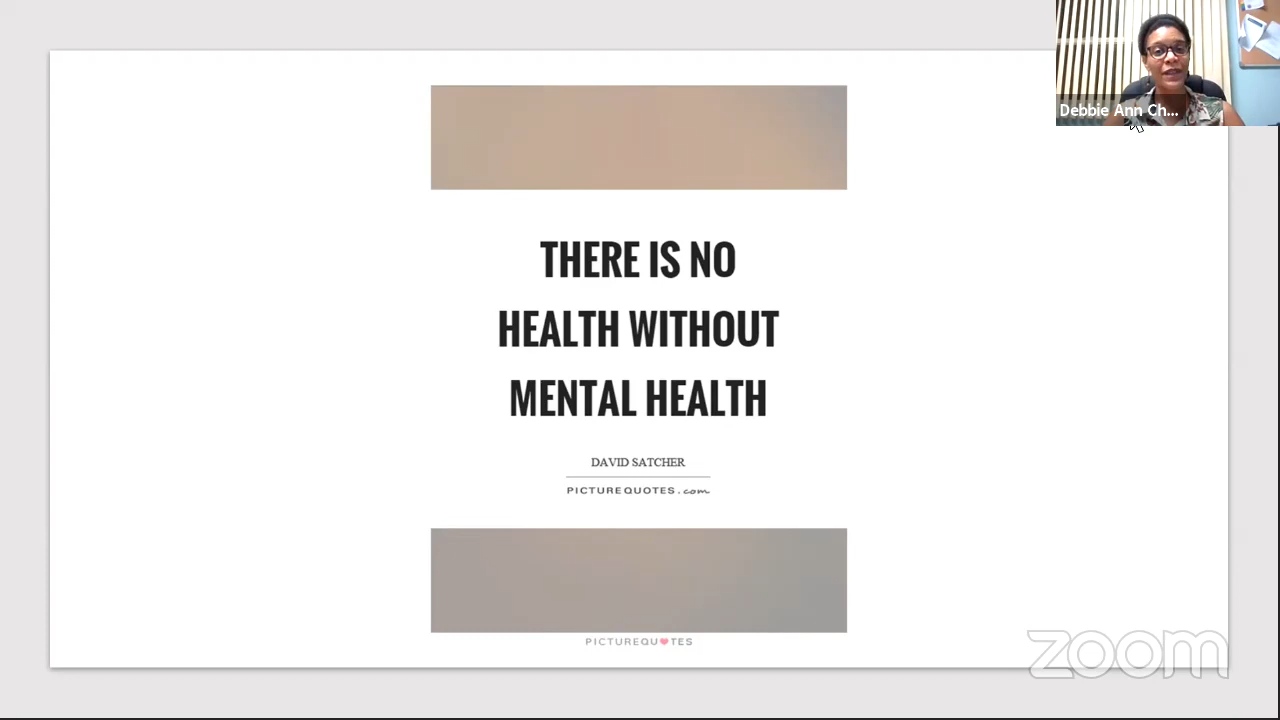 Debbie Ann Ch...
THERE IS NO
HEALTH WITHOUT
MENTAL HEALTH
DAVID SATCHER
PICTUREQUOTES.com
PICTUREQUOTES
zoom